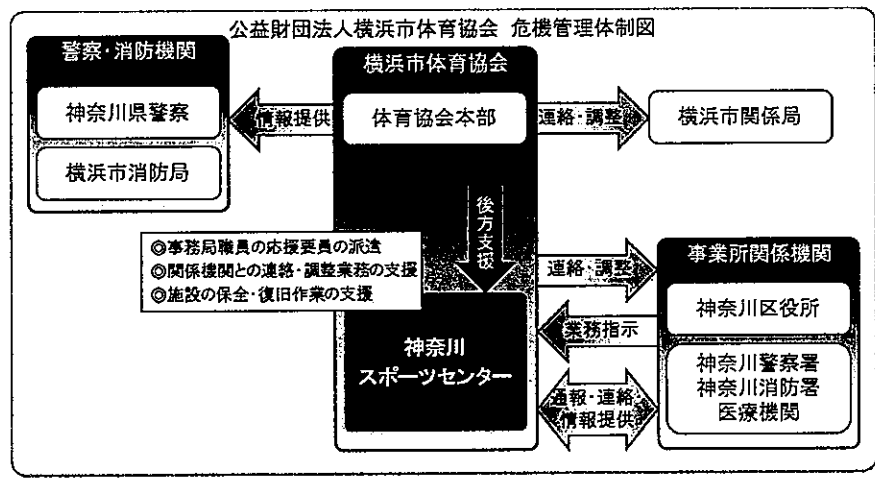 公益財団法人横浜市体育協会 危機管理体制図
警察・消防機関
神奈川県警察
横浜市消防局
情報提供
横浜市体育協会
体育協会本部
連絡・調整
横浜市関係局
後方支援
◎事務局職員の応援要員の派遣
◎関係機関との連絡・調整業務の支援
◎施設の保全・復旧作業の支援
神奈川
スポーツセンター
連絡・調整
業務指示
通報・連絡
情報提供
事業所関係機関
神奈川区役所
神奈川警察署
神奈川消防署
医療機関